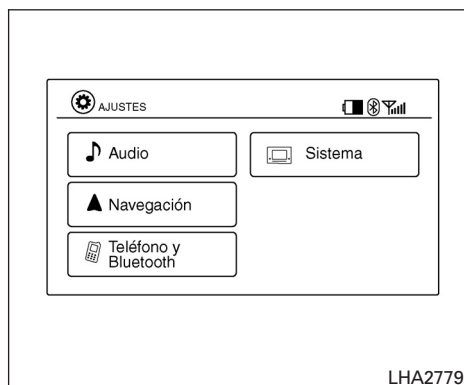 AJUSTES
Audio
Sistema
Navegación
Teléfono y
Bluetooth
LHA2779